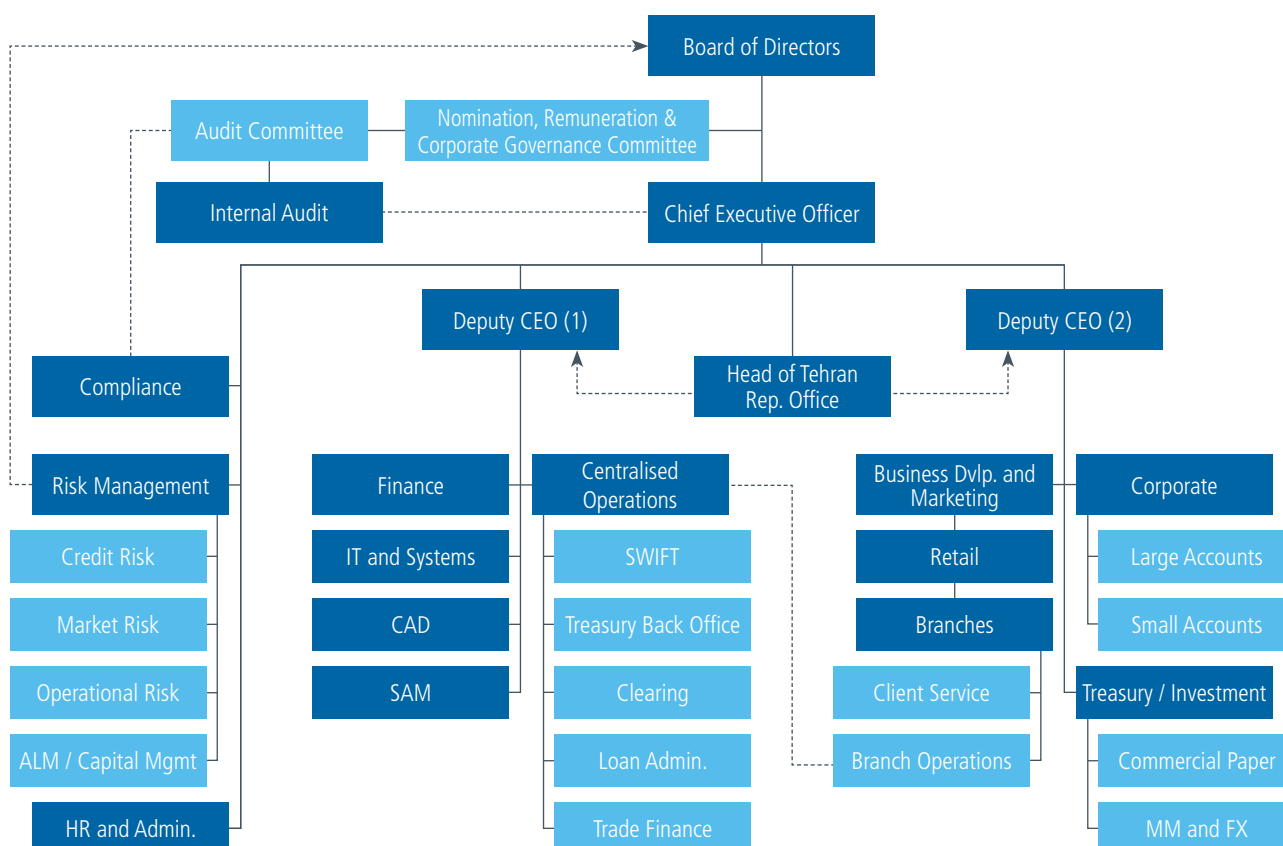 Board of Directors
Audit Committee
Nomination, Remuneration &
Corporate Governance Committee
Internal Audit
Chief Executive Officer
Deputy CEO (1)
Deputy CEO (2)
Compliance
Head of Tehran
Rep. Office
Risk Management
Finance
Centralised
Operations
Business Dvlp. and
Marketing
Corporate
Credit Risk
IT and Systems
SWIFT
Retail
Large Accounts
Market Risk
CAD
Treasury Back Office
Branches
Small Accounts
Operational Risk
SAM
Clearing
Client Service
Treasury / Investment
ALM / Capital Mgmt
Loan Admin.
Branch Operations
Commercial Paper
HR and Admin.
Trade Finance
MM and FX